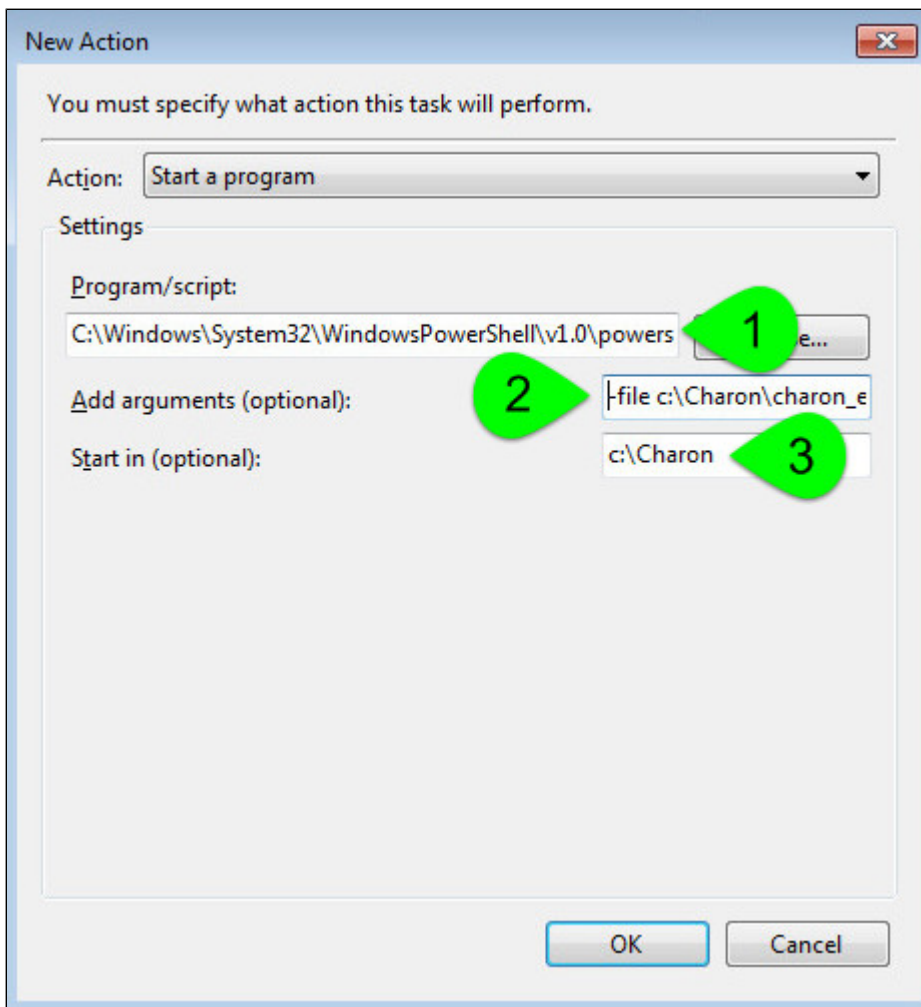 New Action
You must specify what action this task will perform.
Action: Start a program
Settings
Program/script:
C:\Windows\System32\WindowsPowerShell\v1.0\powers 1 e...
Add arguments (optional): 2 -file c:\Charon\charon_e
Start in (optional): c:\Charon 3
OK Cancel